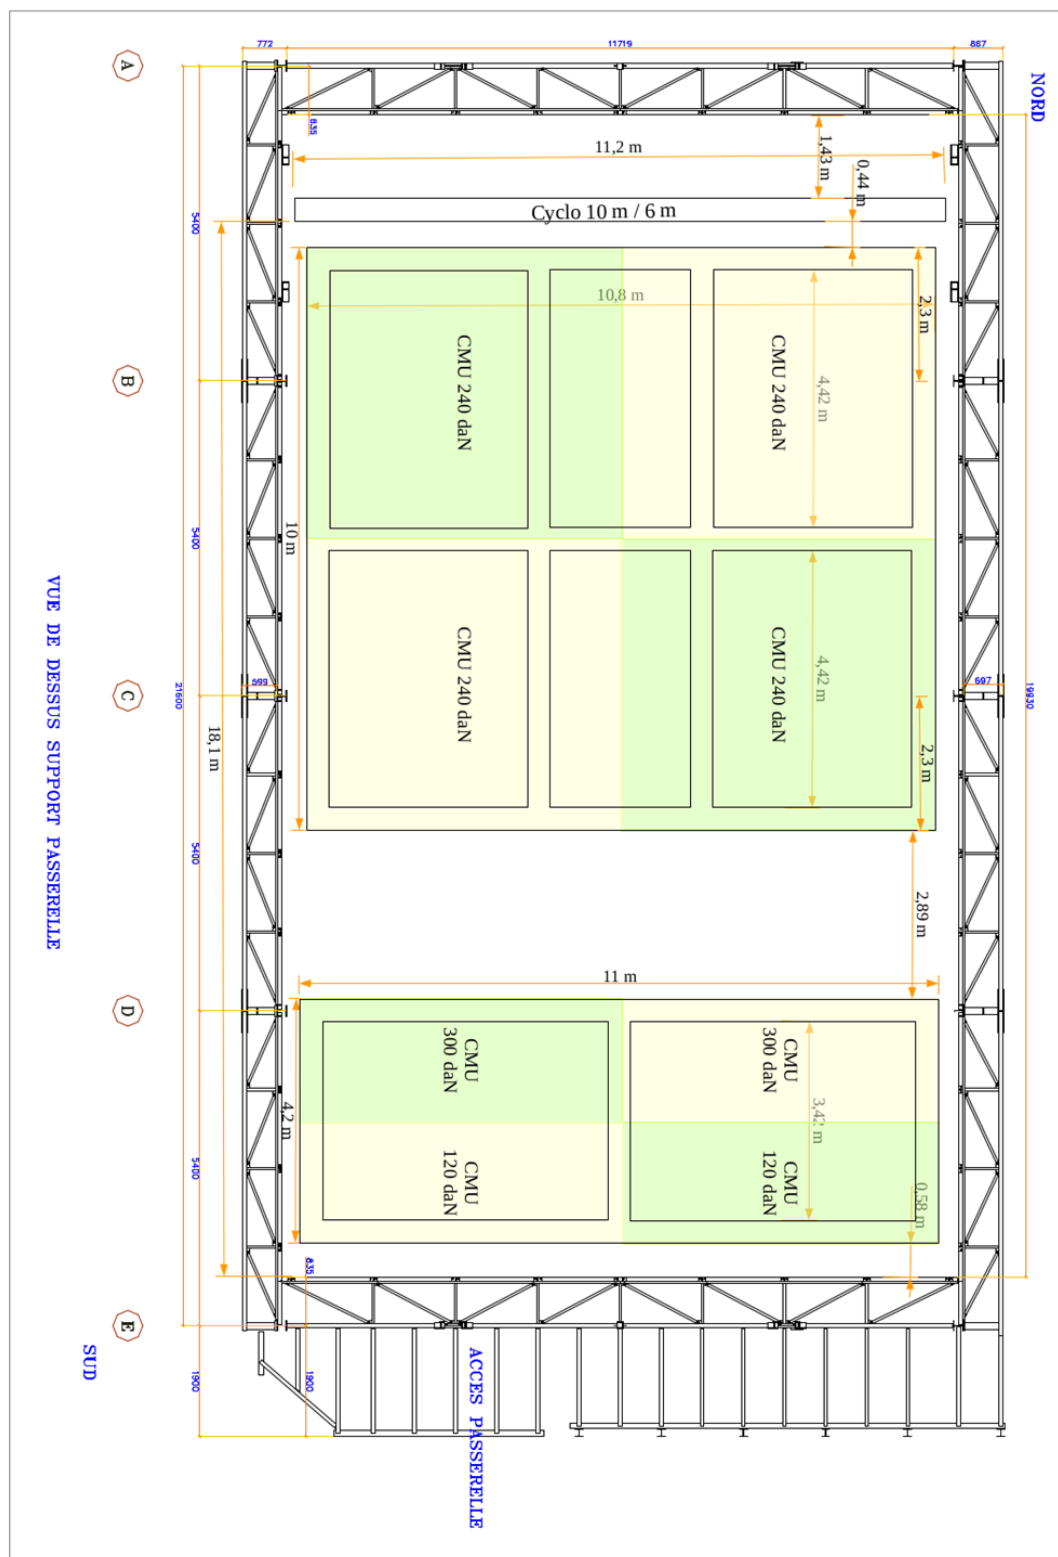 772
11719
887
A
NORD
835
11,2 m
1,43 m
0,44 m
Cyclo 10 m / 6 m
5400
10,8 m
2,3 m
CMU 240 daN
CMU 240 daN
4,42 m
B
10 m
5400
VUE DE DESSUS SUPPORT PASSERELLE
CMU 240 daN
CMU 240 daN
4,42 m
C
21600
599
697
19930
18,1 m
2,3 m
5400
2,89 m
11 m
D
CMU
300 daN
CMU
300 daN
4,2 m
3,42 m
5400
CMU
120 daN
CMU
120 daN
0,58 m
835
E
SUD
1900
1900
ACCES PASSERELLE